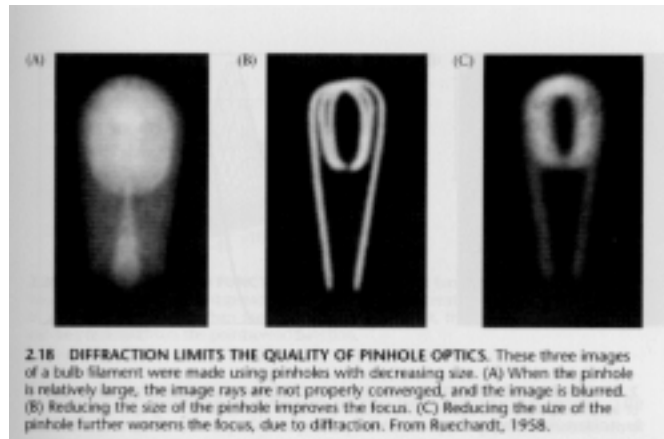 (A) (B) (C)
2.18 DIFFRACTION LIMITS THE QUALITY OF PINHOLE OPTICS. These three images
of a bulb filament were made using pinholes with decreasing size. (A) When the pinhole
is relatively large, the image rays are not properly converged, and the image is blurred.
(B) Reducing the size of the pinhole improves the focus. (C) Reducing the size of the
pinhole further worsens the focus, due to diffraction. From Ruechardt, 1958.